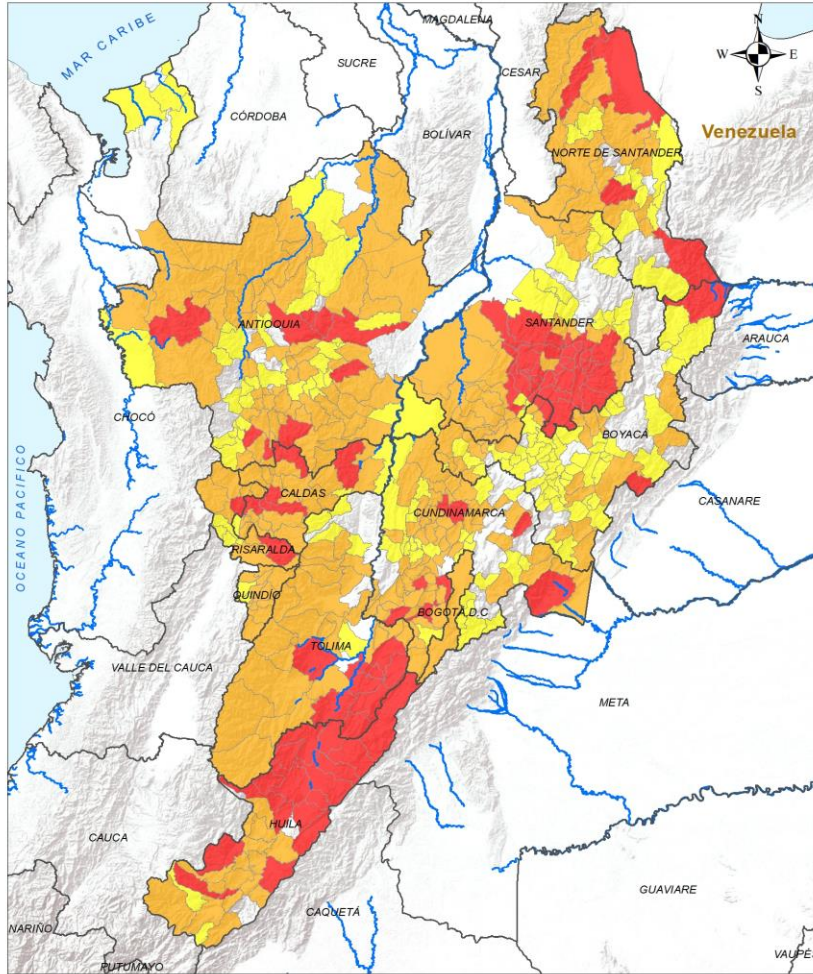 MAGDALENA
N
W E
S
MAR CARIBE
SUCRE
CESAR
CÓRDOBA
BOLÍVAR
Venezuela
NORTE DE SANTANDER
ANTIOQUIA
SANTANDER
ARAUCA
CHOCÓ
BOYACÁ
OCEANO PACIFICO
CALDAS
CUNDINAMARCA
CASANARE
RISARALDA
QUINDÍO
BOGOTÁ, D.C
TOLIMA
VALLE DEL CAUCA
META
HUILA
CAUCA
GUAVIARE
CAQUETÁ
NARIÑO
PUTUMAYO
VAUPÉS